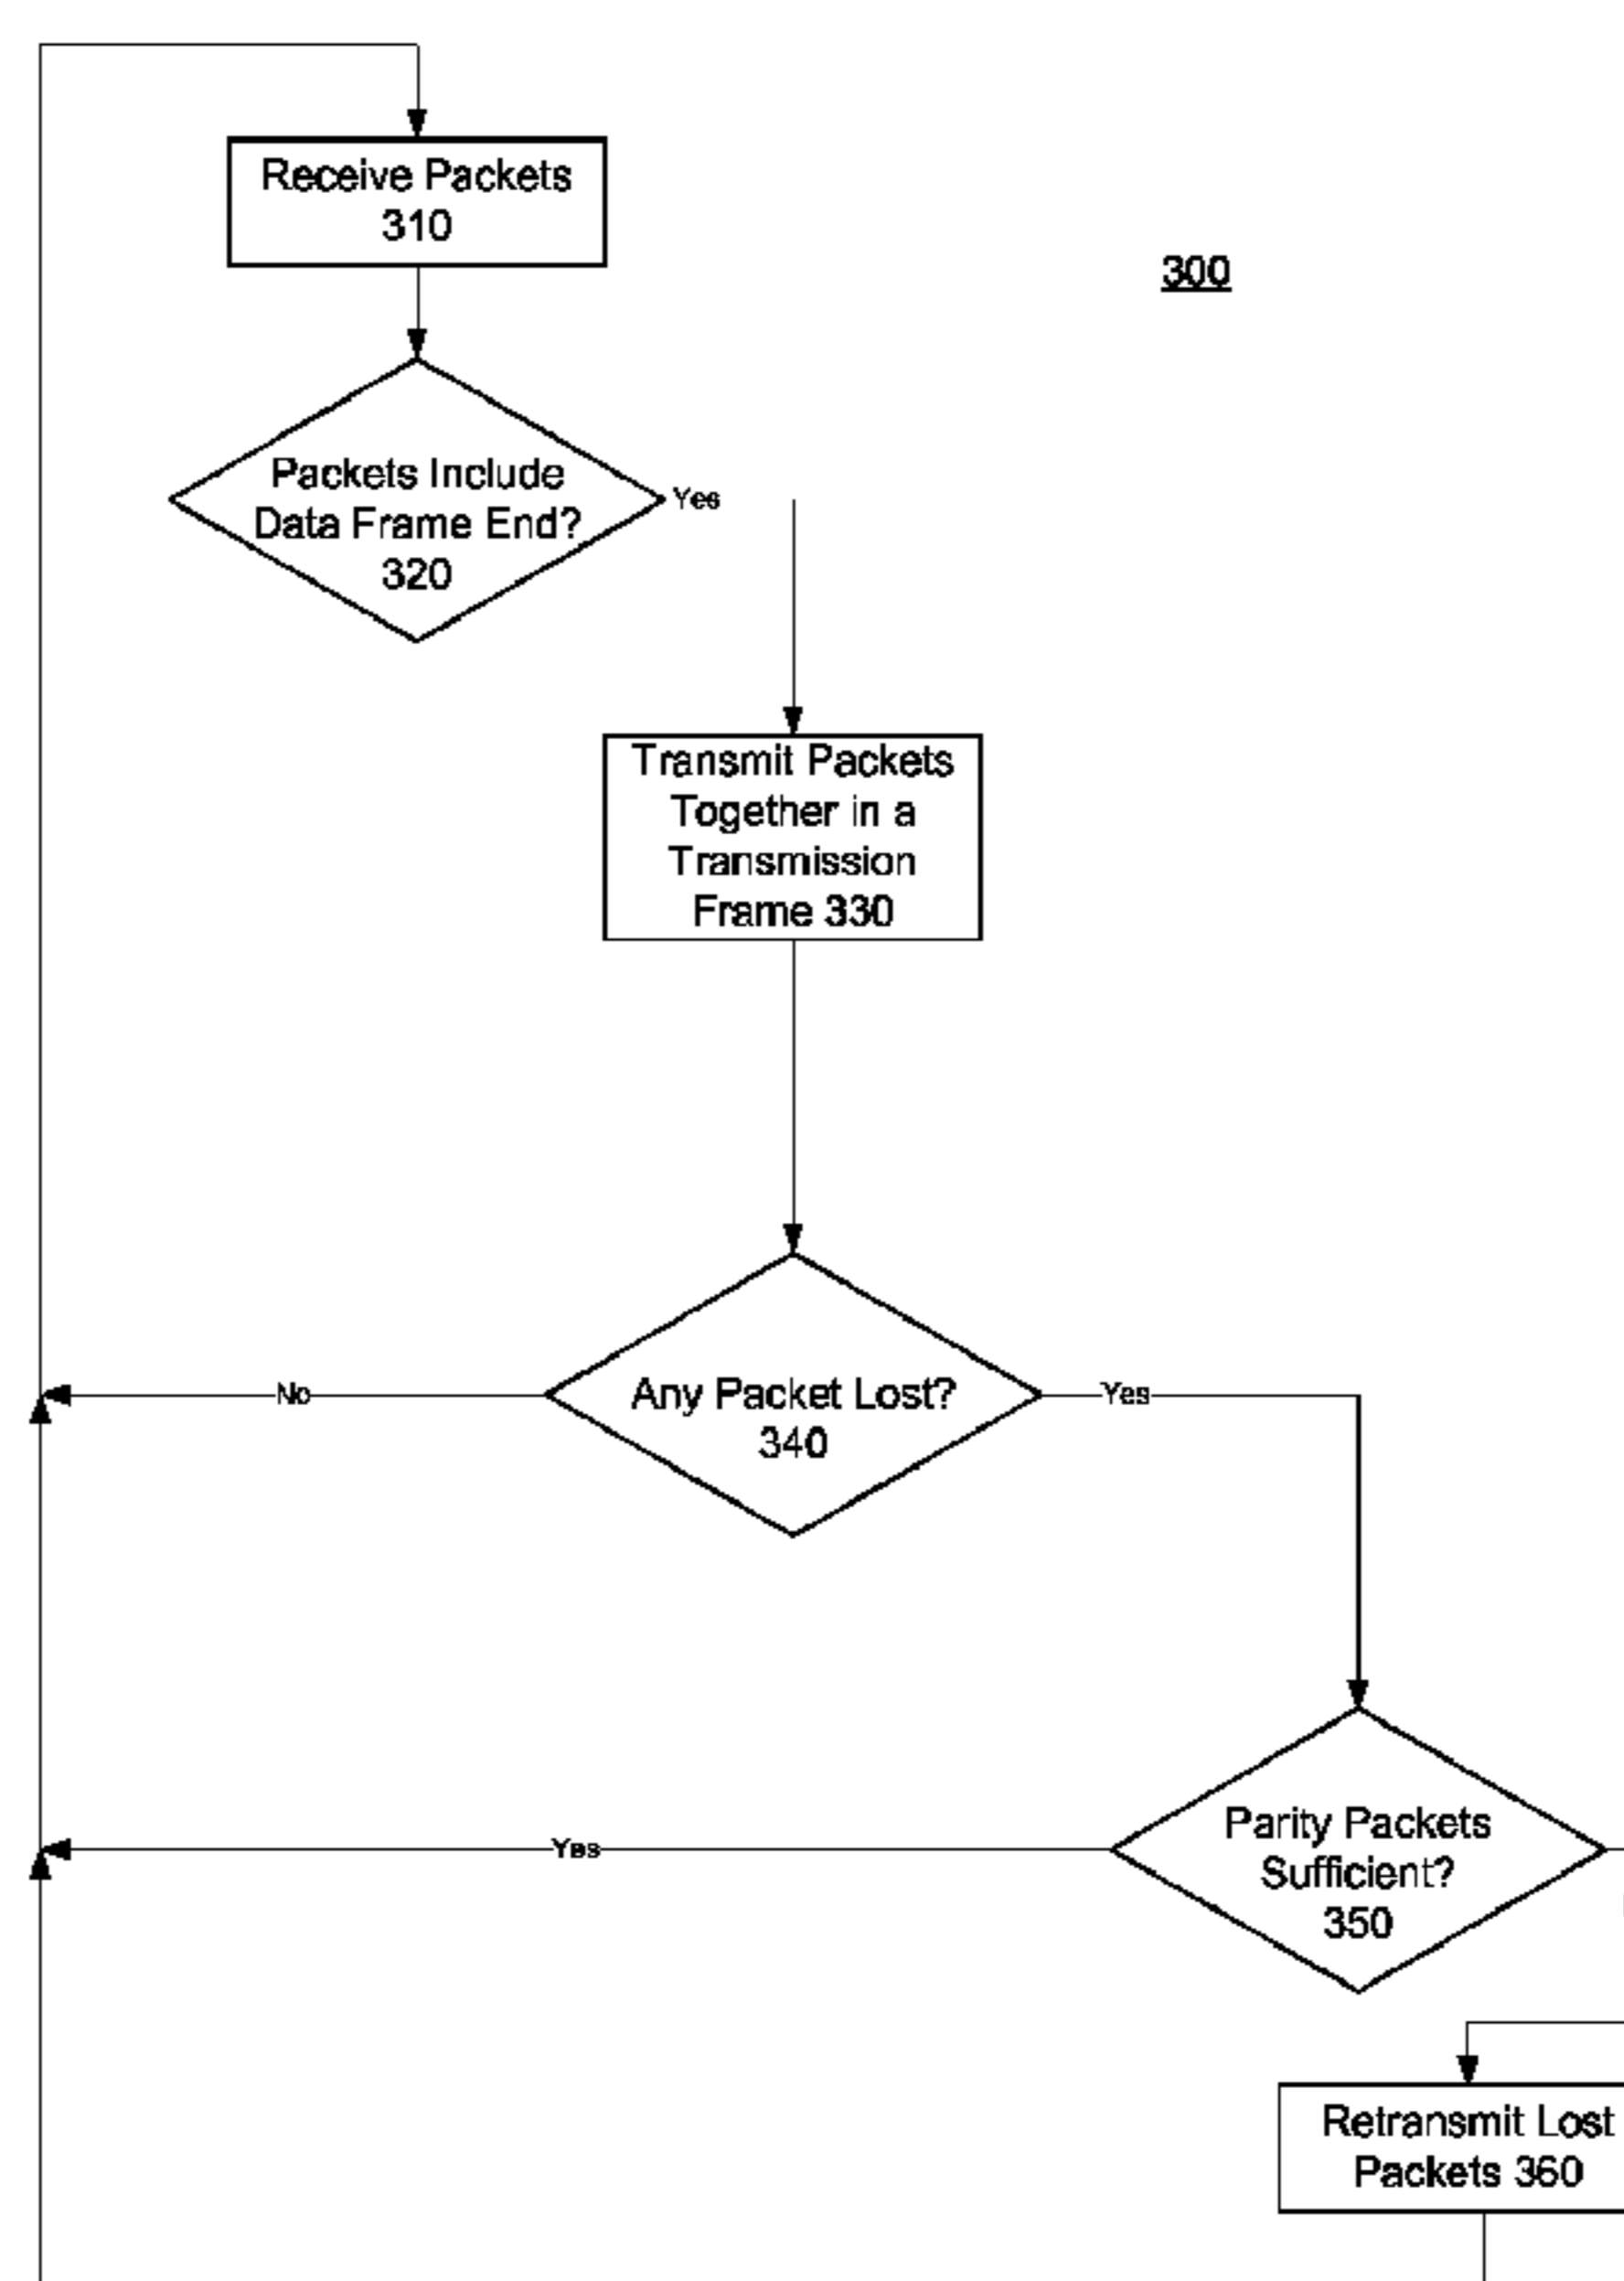 Receive Packets
310
300
Packets Include
Data Frame End?
320
Yes
Transmit Packets
Together in a
Transmission
Frame 330
No
Any Packet Lost?
340
Yes
Yes
Parity Packets
Sufficient?
350
Retransmit Lost
Packets 360